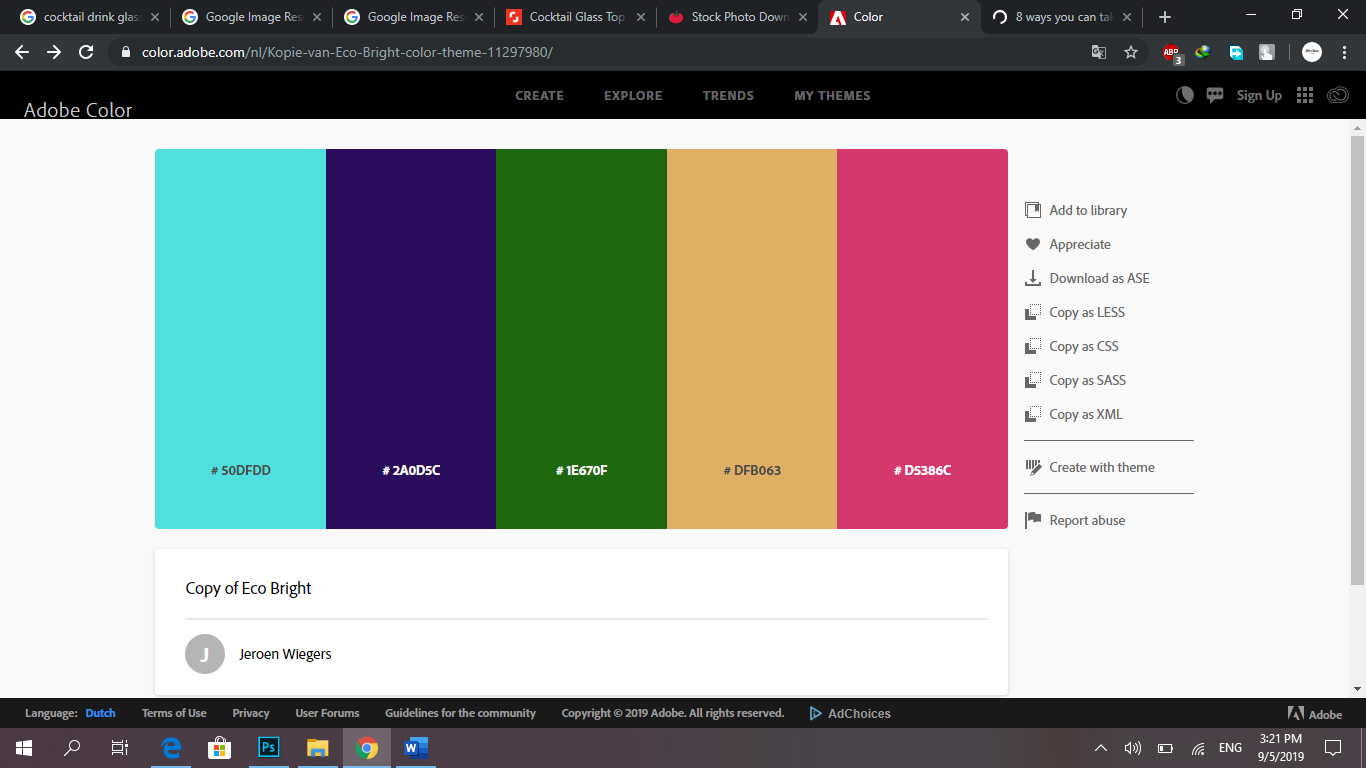 cocktail drink glas
Google Image Res
Google Image Res
Cocktail Glass Top
Stock Photo Down
Color
8 ways you can tak
color.adobe.com/nl/Kopie-van-Eco-Bright-color-theme-11297980/
ABP
3
Adobe Color
CREATE
EXPLORE
TRENDS
MY THEMES
Sign Up
# 50DFDD
# 2A0D5C
# 1E670F
# DFB063
# D5386C
Add to library
Appreciate
Download as ASE
Copy as LESS
Copy as CSS
Copy as SASS
Copy as XML
Create with theme
Report abuse
Copy of Eco Bright
J
Jeroen Wiegers
Language: Dutch
Terms of Use
Privacy
User Forums
Guidelines for the community
Copyright © 2019 Adobe. All rights reserved.
AdChoices
Adobe
Ps
W
ENG
3:21 PM
9/5/2019